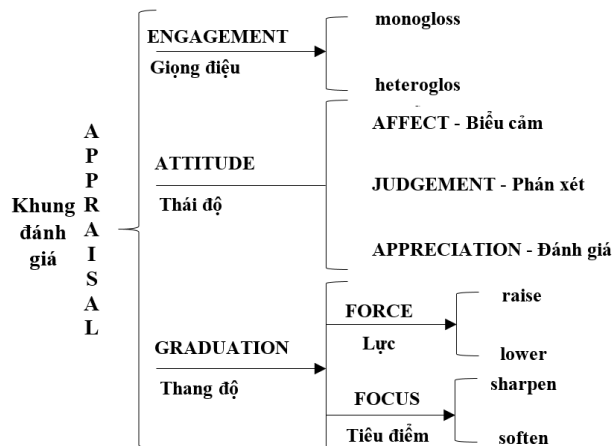 Khung
đánh
giá
APPRAISAL
ENGAGEMENT
Giọng điệu
monogloss
heteroglos
ATTITUDE
Thái độ
AFFECT - Biểu cảm
JUDGEMENT - Phán xét
APPRECIATION - Đánh giá
GRADUATION
Thang độ
FORCE
Lực
raise
lower
FOCUS
Tiêu điểm
sharpen
soften